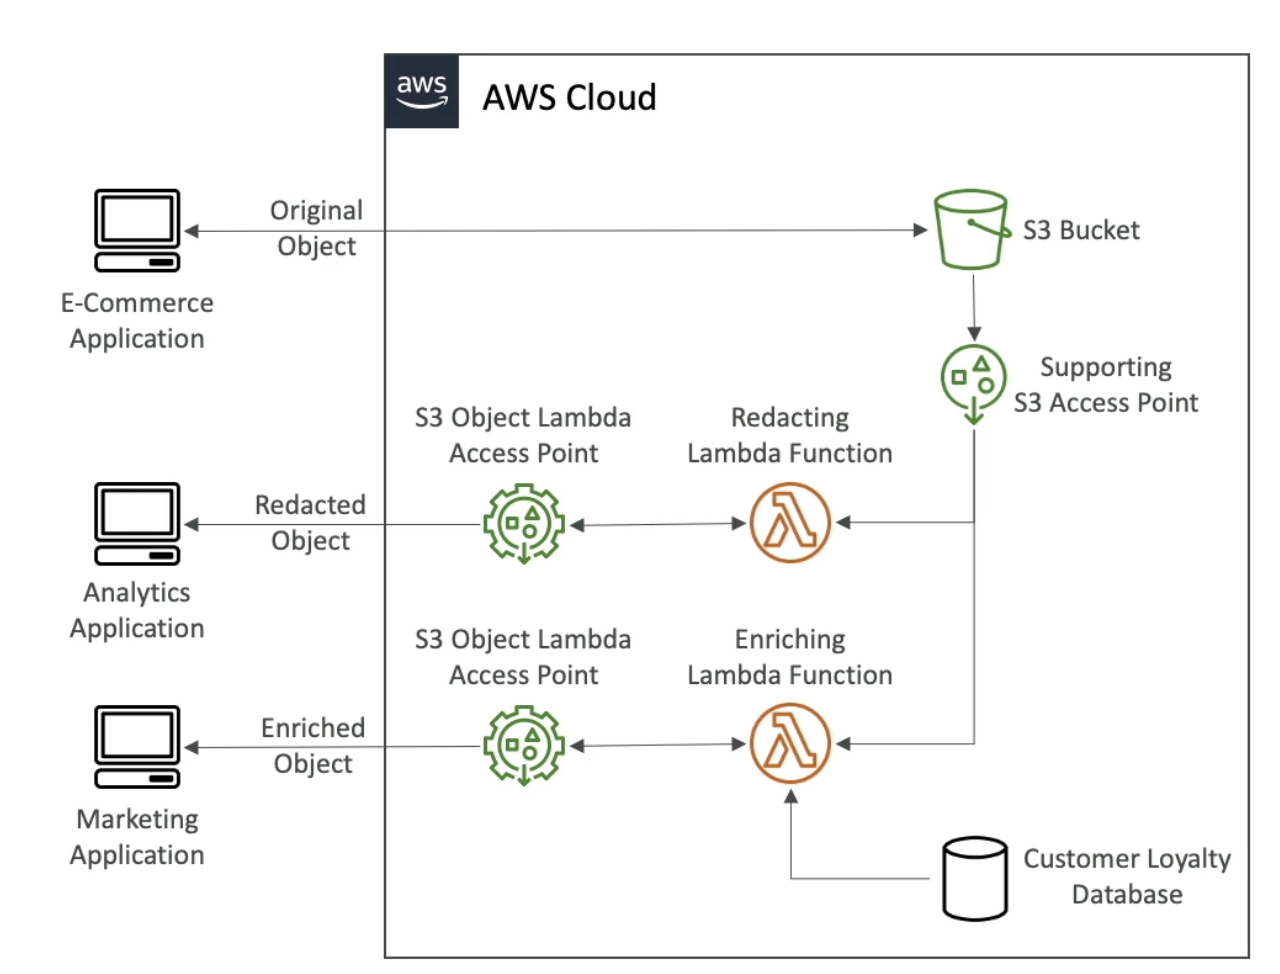 aws
AWS Cloud
Original
Object
S3 Bucket
E-Commerce
Application
Supporting
S3 Access Point
S3 Object Lambda
Access Point
Redacting
Lambda Function
Redacted
Object
Analytics
Application
S3 Object Lambda
Access Point
Enriching
Lambda Function
Enriched
Object
Marketing
Application
Customer Loyalty
Database